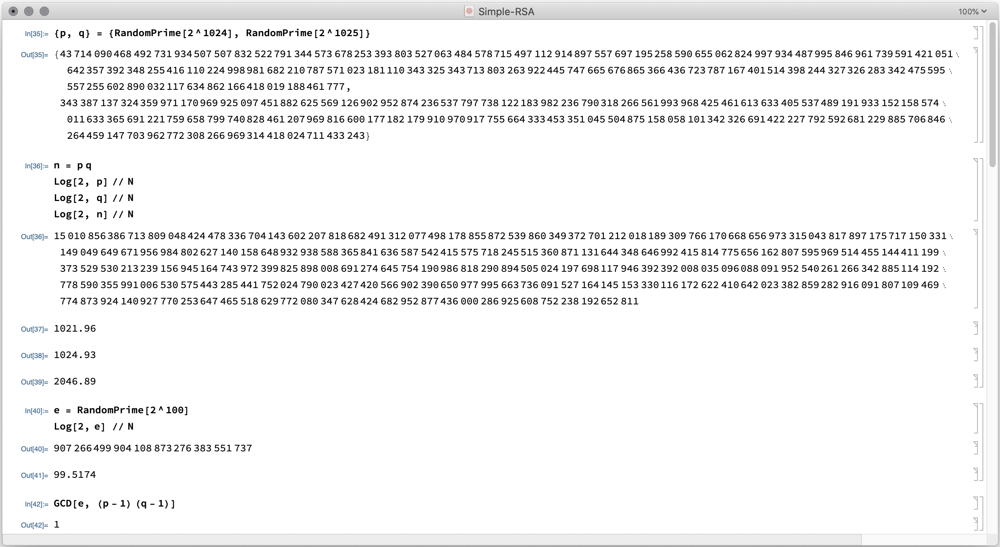 Simple-RSA
100%
In[35]:= {p, q} = {RandomPrime[2^1024], RandomPrime[2^1025]}
Out[35]= {43 714 090 468 492 731 934 507 507 832 522 791 344 573 678 253 393 803 527 063 484 578 715 497 112 914 897 557 697 195 258 590 655 062 824 997 934 487 995 846 961 739 591 421 051 ⋱
642 357 392 348 255 416 110 224 998 981 682 210 787 571 023 181 110 343 325 343 713 803 263 922 445 747 665 676 865 366 436 723 787 167 401 514 398 244 327 326 283 342 475 595 ⋱
557 255 602 890 032 117 634 862 166 418 019 188 461 777,
343 387 137 324 359 971 170 969 925 097 451 882 625 569 126 902 952 874 236 537 797 738 122 183 982 236 790 318 266 561 993 968 425 461 613 633 405 537 489 191 933 152 158 574 ⋱
011 633 365 691 221 759 658 799 740 828 461 207 969 816 600 177 182 179 910 970 917 755 664 333 453 351 045 504 875 158 058 101 342 326 691 422 227 792 592 681 229 885 706 846 ⋱
264 459 147 703 962 772 308 266 969 314 418 024 711 433 243}
In[36]:= n = p q
Log[2, p] // N
Log[2, q] // N
Log[2, n] // N
Out[36]= 15 010 856 386 713 809 048 424 478 336 704 143 602 207 818 682 491 312 077 498 178 855 872 539 860 349 372 701 212 018 189 309 766 170 668 656 973 315 043 817 897 175 717 150 331 ⋱
149 049 649 671 956 984 802 627 140 158 648 932 938 588 365 841 636 587 542 415 575 718 245 515 360 871 131 644 348 646 992 415 814 775 656 162 807 595 969 514 455 144 411 199 ⋱
373 529 530 213 239 156 945 164 743 972 399 825 898 008 691 274 645 754 190 986 818 290 894 505 024 197 698 117 946 392 392 008 035 096 088 091 952 540 261 266 342 885 114 192 ⋱
778 590 355 991 006 530 575 443 285 441 752 024 790 023 427 420 566 902 390 650 977 995 663 736 091 527 164 145 153 330 116 172 622 410 642 023 382 859 282 916 091 807 109 469 ⋱
774 873 924 140 927 770 253 647 465 518 629 772 080 347 628 424 682 952 877 436 000 286 925 608 752 238 192 652 811
Out[37]= 1021.96
Out[38]= 1024.93
Out[39]= 2046.89
In[40]:= e = RandomPrime[2^100]
Log[2, e] // N
Out[40]= 907 266 499 904 108 873 276 383 551 737
Out[41]= 99.5174
In[42]:= GCD[e, (p - 1) (q - 1)]
Out[42]= 1